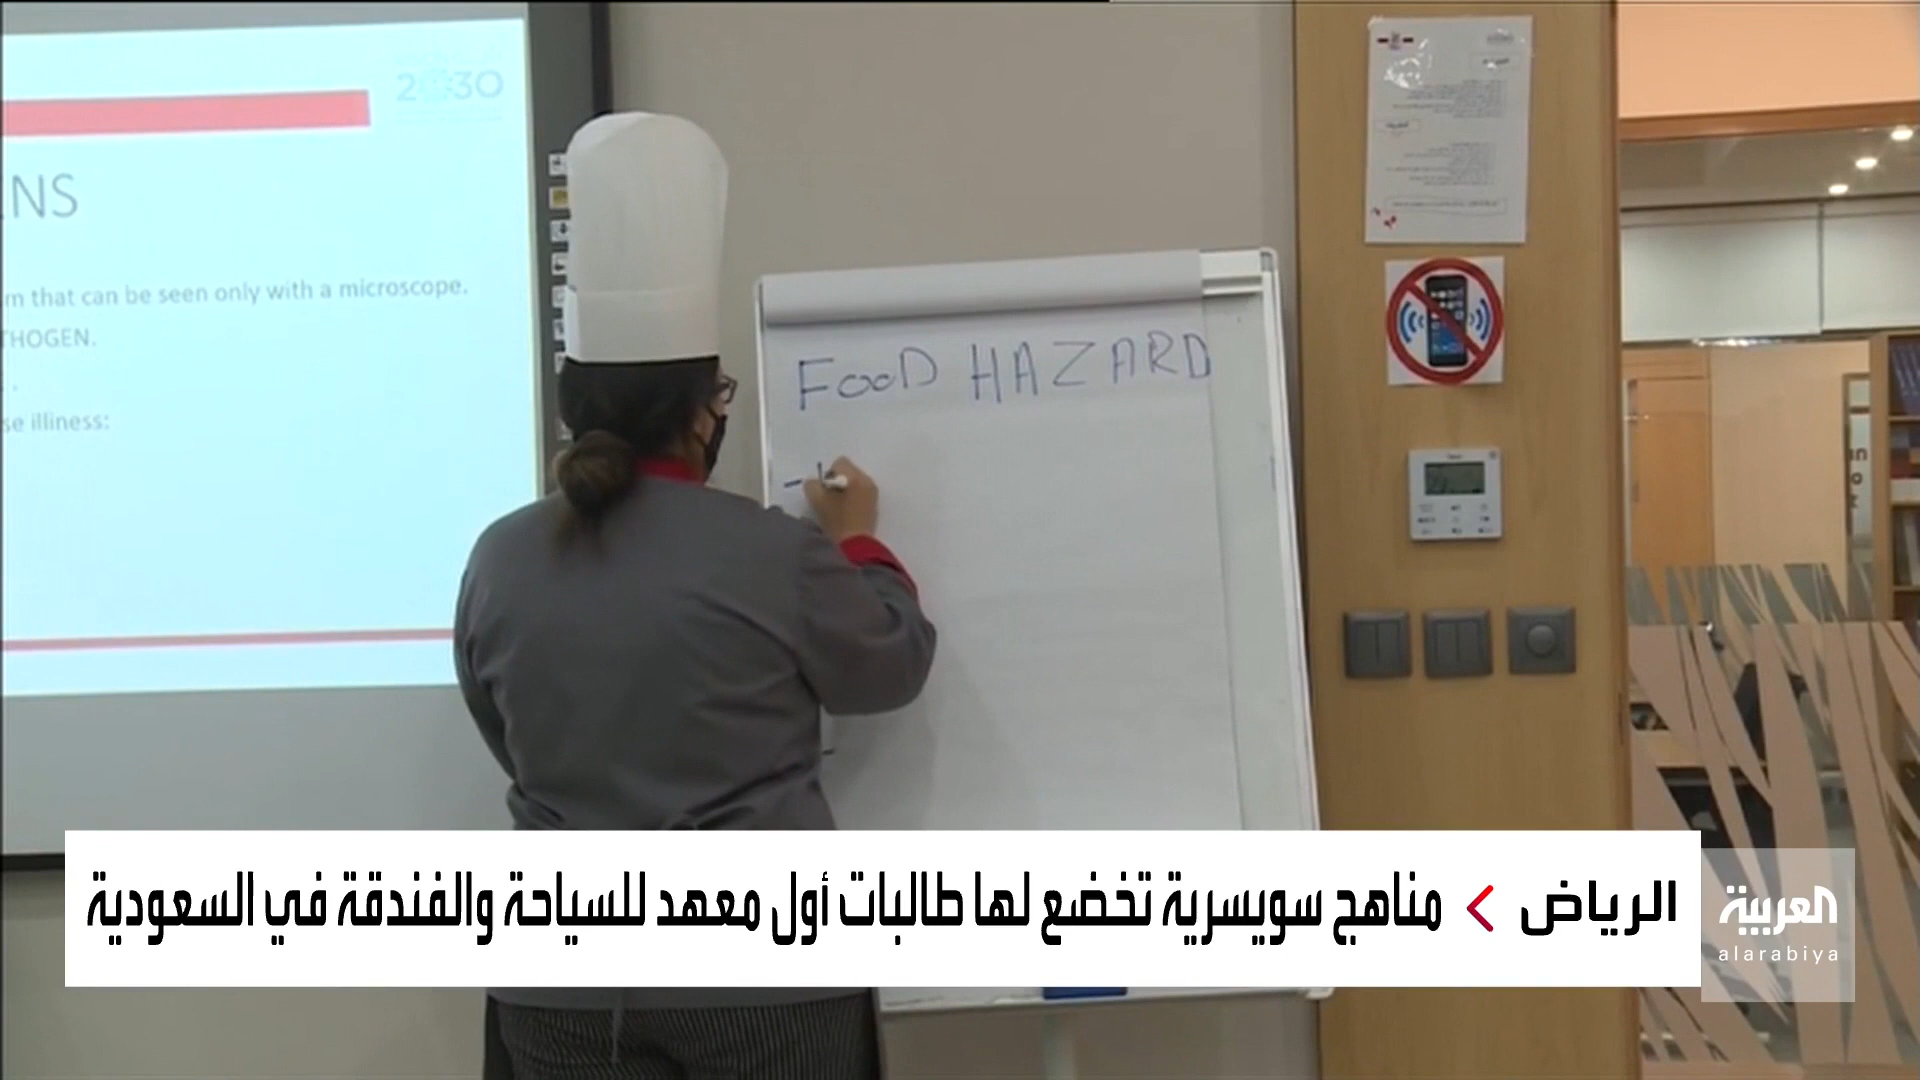 2030
NS
m that can be seen only with a microscope.
THOGEN.
se illiness:
FOOD HAZARD
الرياض
مناهج سويسرية تخضع لها طالبات أول معهد للسياحة والفندقة في السعودية
العربية
alarabiya